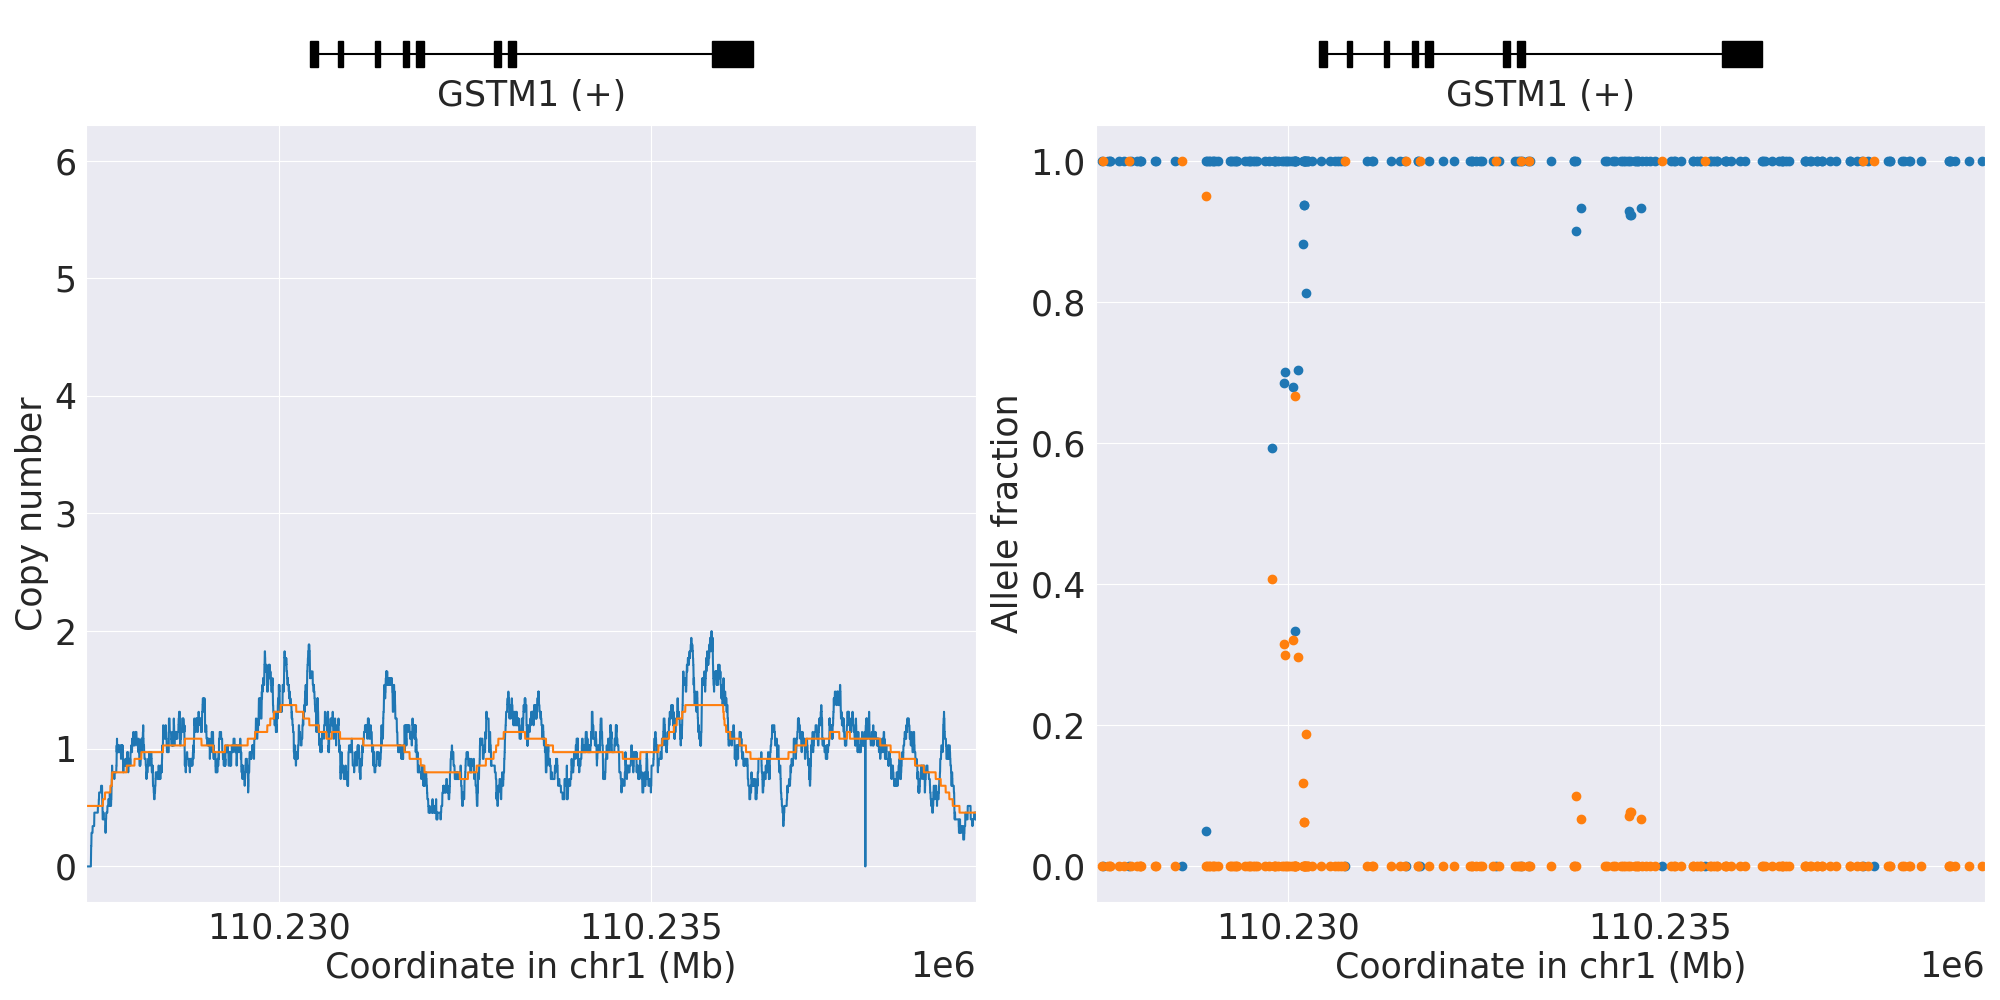 GSTM1 (+)
6
5
4
3
2
1
0
Copy number
110.230
110.235
Coordinate in chr1 (Mb)
1e6
GSTM1 (+)
1.0
0.8
0.6
0.4
0.2
0.0
Allele fraction
110.230
110.235
Coordinate in chr1 (Mb)
1e6